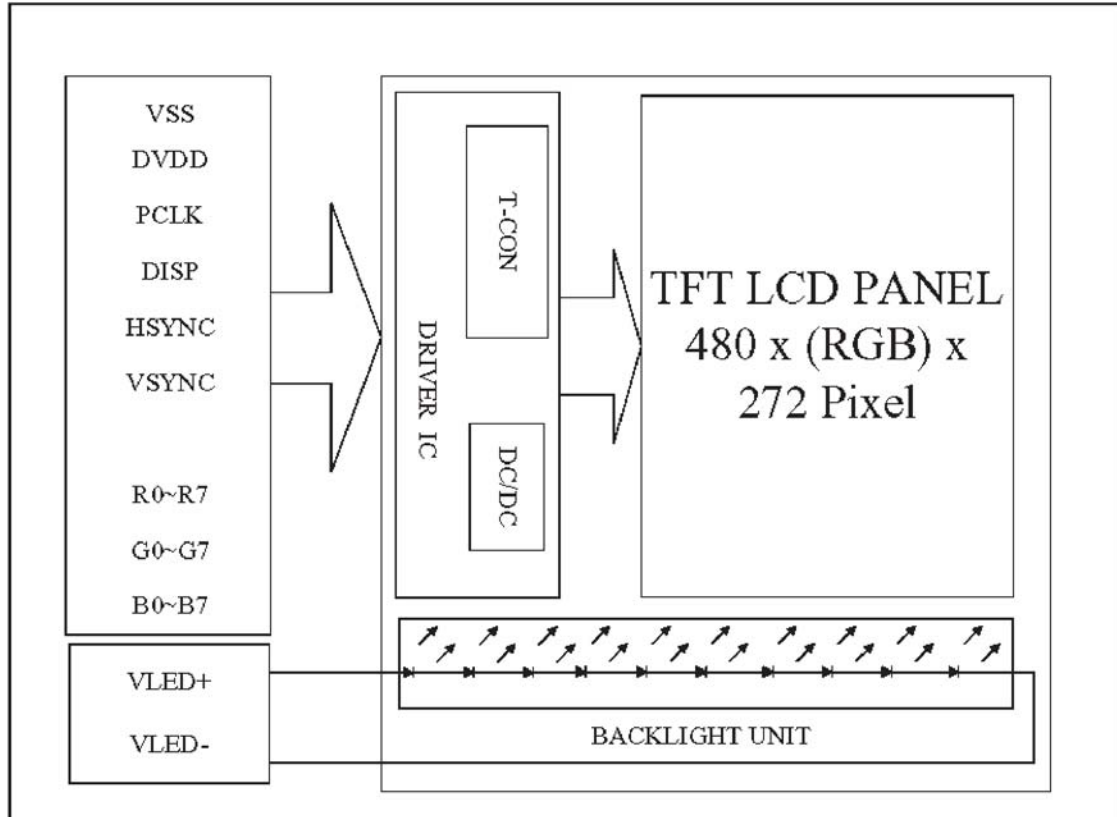 VSS
DVDD
PCLK
DISP
HSYNC
VSYNC
R0~R7
G0~G7
B0~B7
VLED+
VLED-
DRIVER IC
T-CON
DC/DC
TFT LCD PANEL
480 x (RGB) x
272 Pixel
BACKLIGHT UNIT